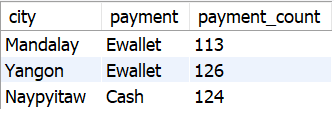 city payment payment_count
Mandalay Ewallet 113
Yangon Ewallet 126
Naypyitaw Cash 124